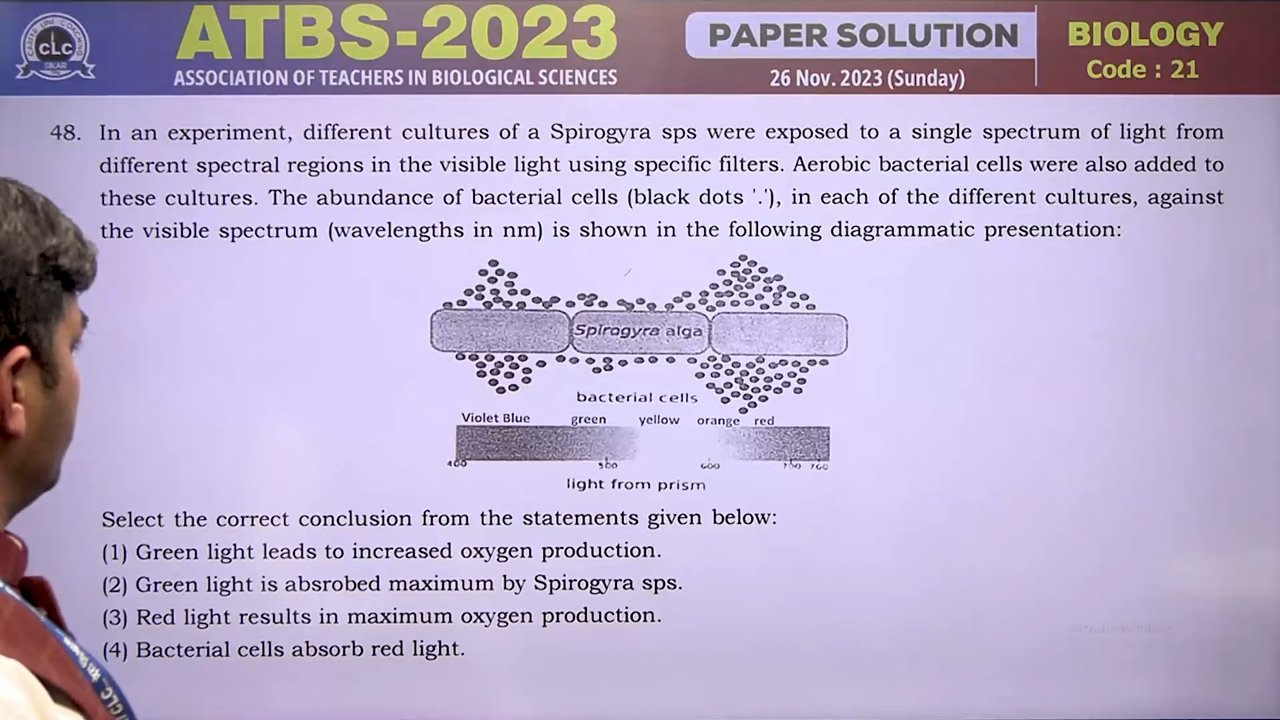 CLC
SIKAR
ATBS-2023
ASSOCIATION OF TEACHERS IN BIOLOGICAL SCIENCES
PAPER SOLUTION
26 Nov. 2023 (Sunday)
BIOLOGY
Code : 21
48. In an experiment, different cultures of a Spirogyra sps were exposed to a single spectrum of light from
different spectral regions in the visible light using specific filters. Aerobic bacterial cells were also added to
these cultures. The abundance of bacterial cells (black dots '.'), in each of the different cultures, against
the visible spectrum (wavelengths in nm) is shown in the following diagrammatic presentation:
Spirogyra alga
bacterial cells
Violet Blue green yellow orange red
400 500 600 700 760
light from prism
Select the correct conclusion from the statements given below:
(1) Green light leads to increased oxygen production.
(2) Green light is absrobed maximum by Spirogyra sps.
(3) Red light results in maximum oxygen production.
(4) Bacterial cells absorb red light.
CLC